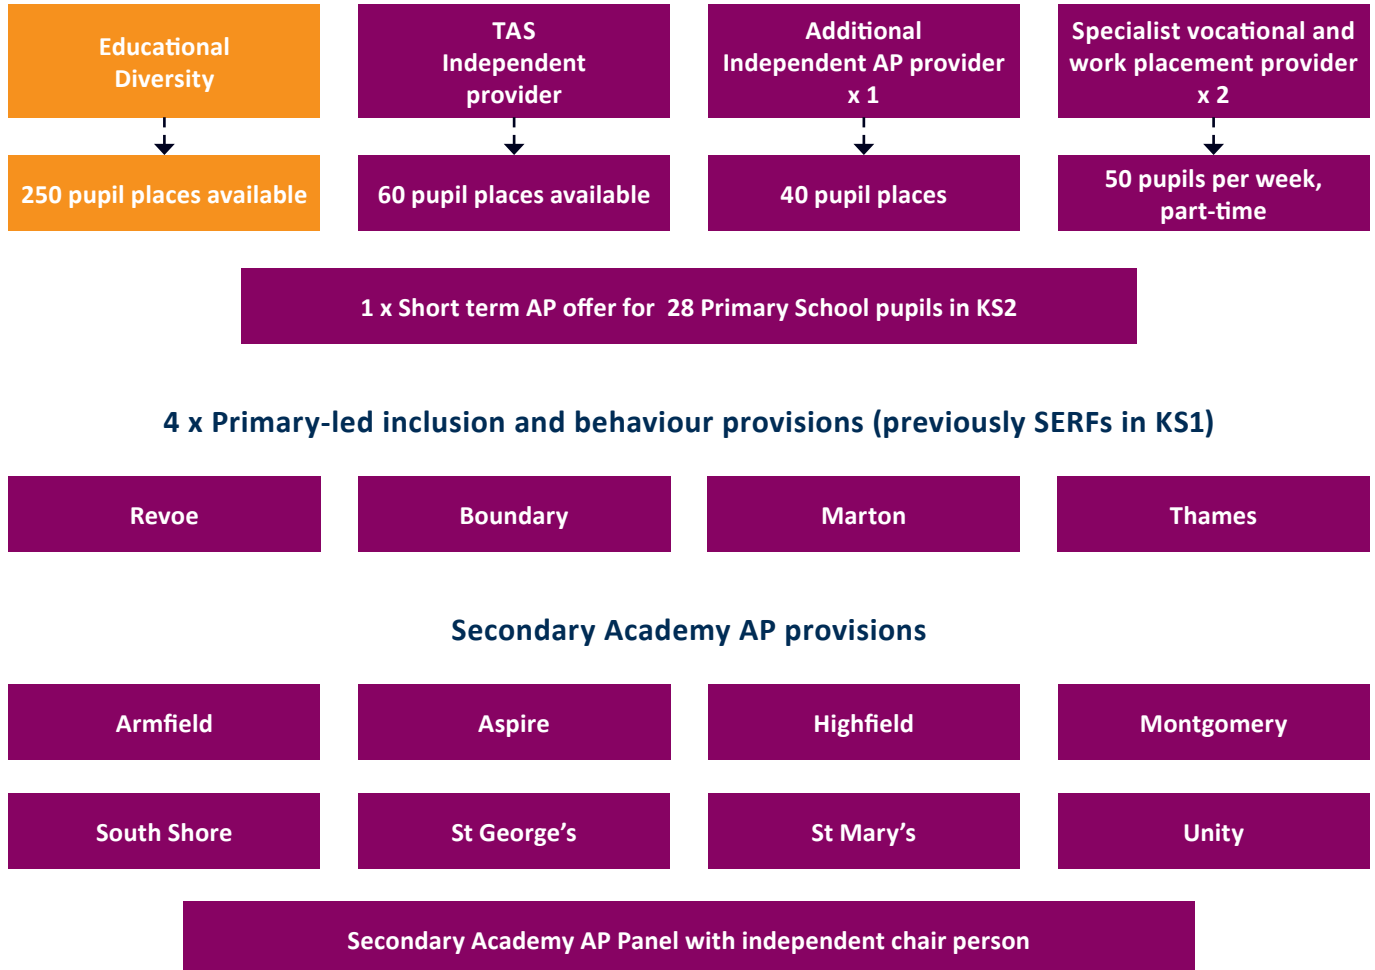 Educational
Diversity
TAS
Independent
provider
Additional
Independent AP provider
x 1
Specialist vocational and
work placement provider
x 2
250 pupil places available
60 pupil places available
40 pupil places
50 pupils per week,
part-time
1 x Short term AP offer for  28 Primary School pupils in KS2
4 x Primary-led inclusion and behaviour provisions (previously SERFs in KS1)
Revoe
Boundary
Marton
Thames
Secondary Academy AP provisions
Armfield
Aspire
Highfield
Montgomery
South Shore
St George’s
St Mary’s
Unity
Secondary Academy AP Panel with independent chair person